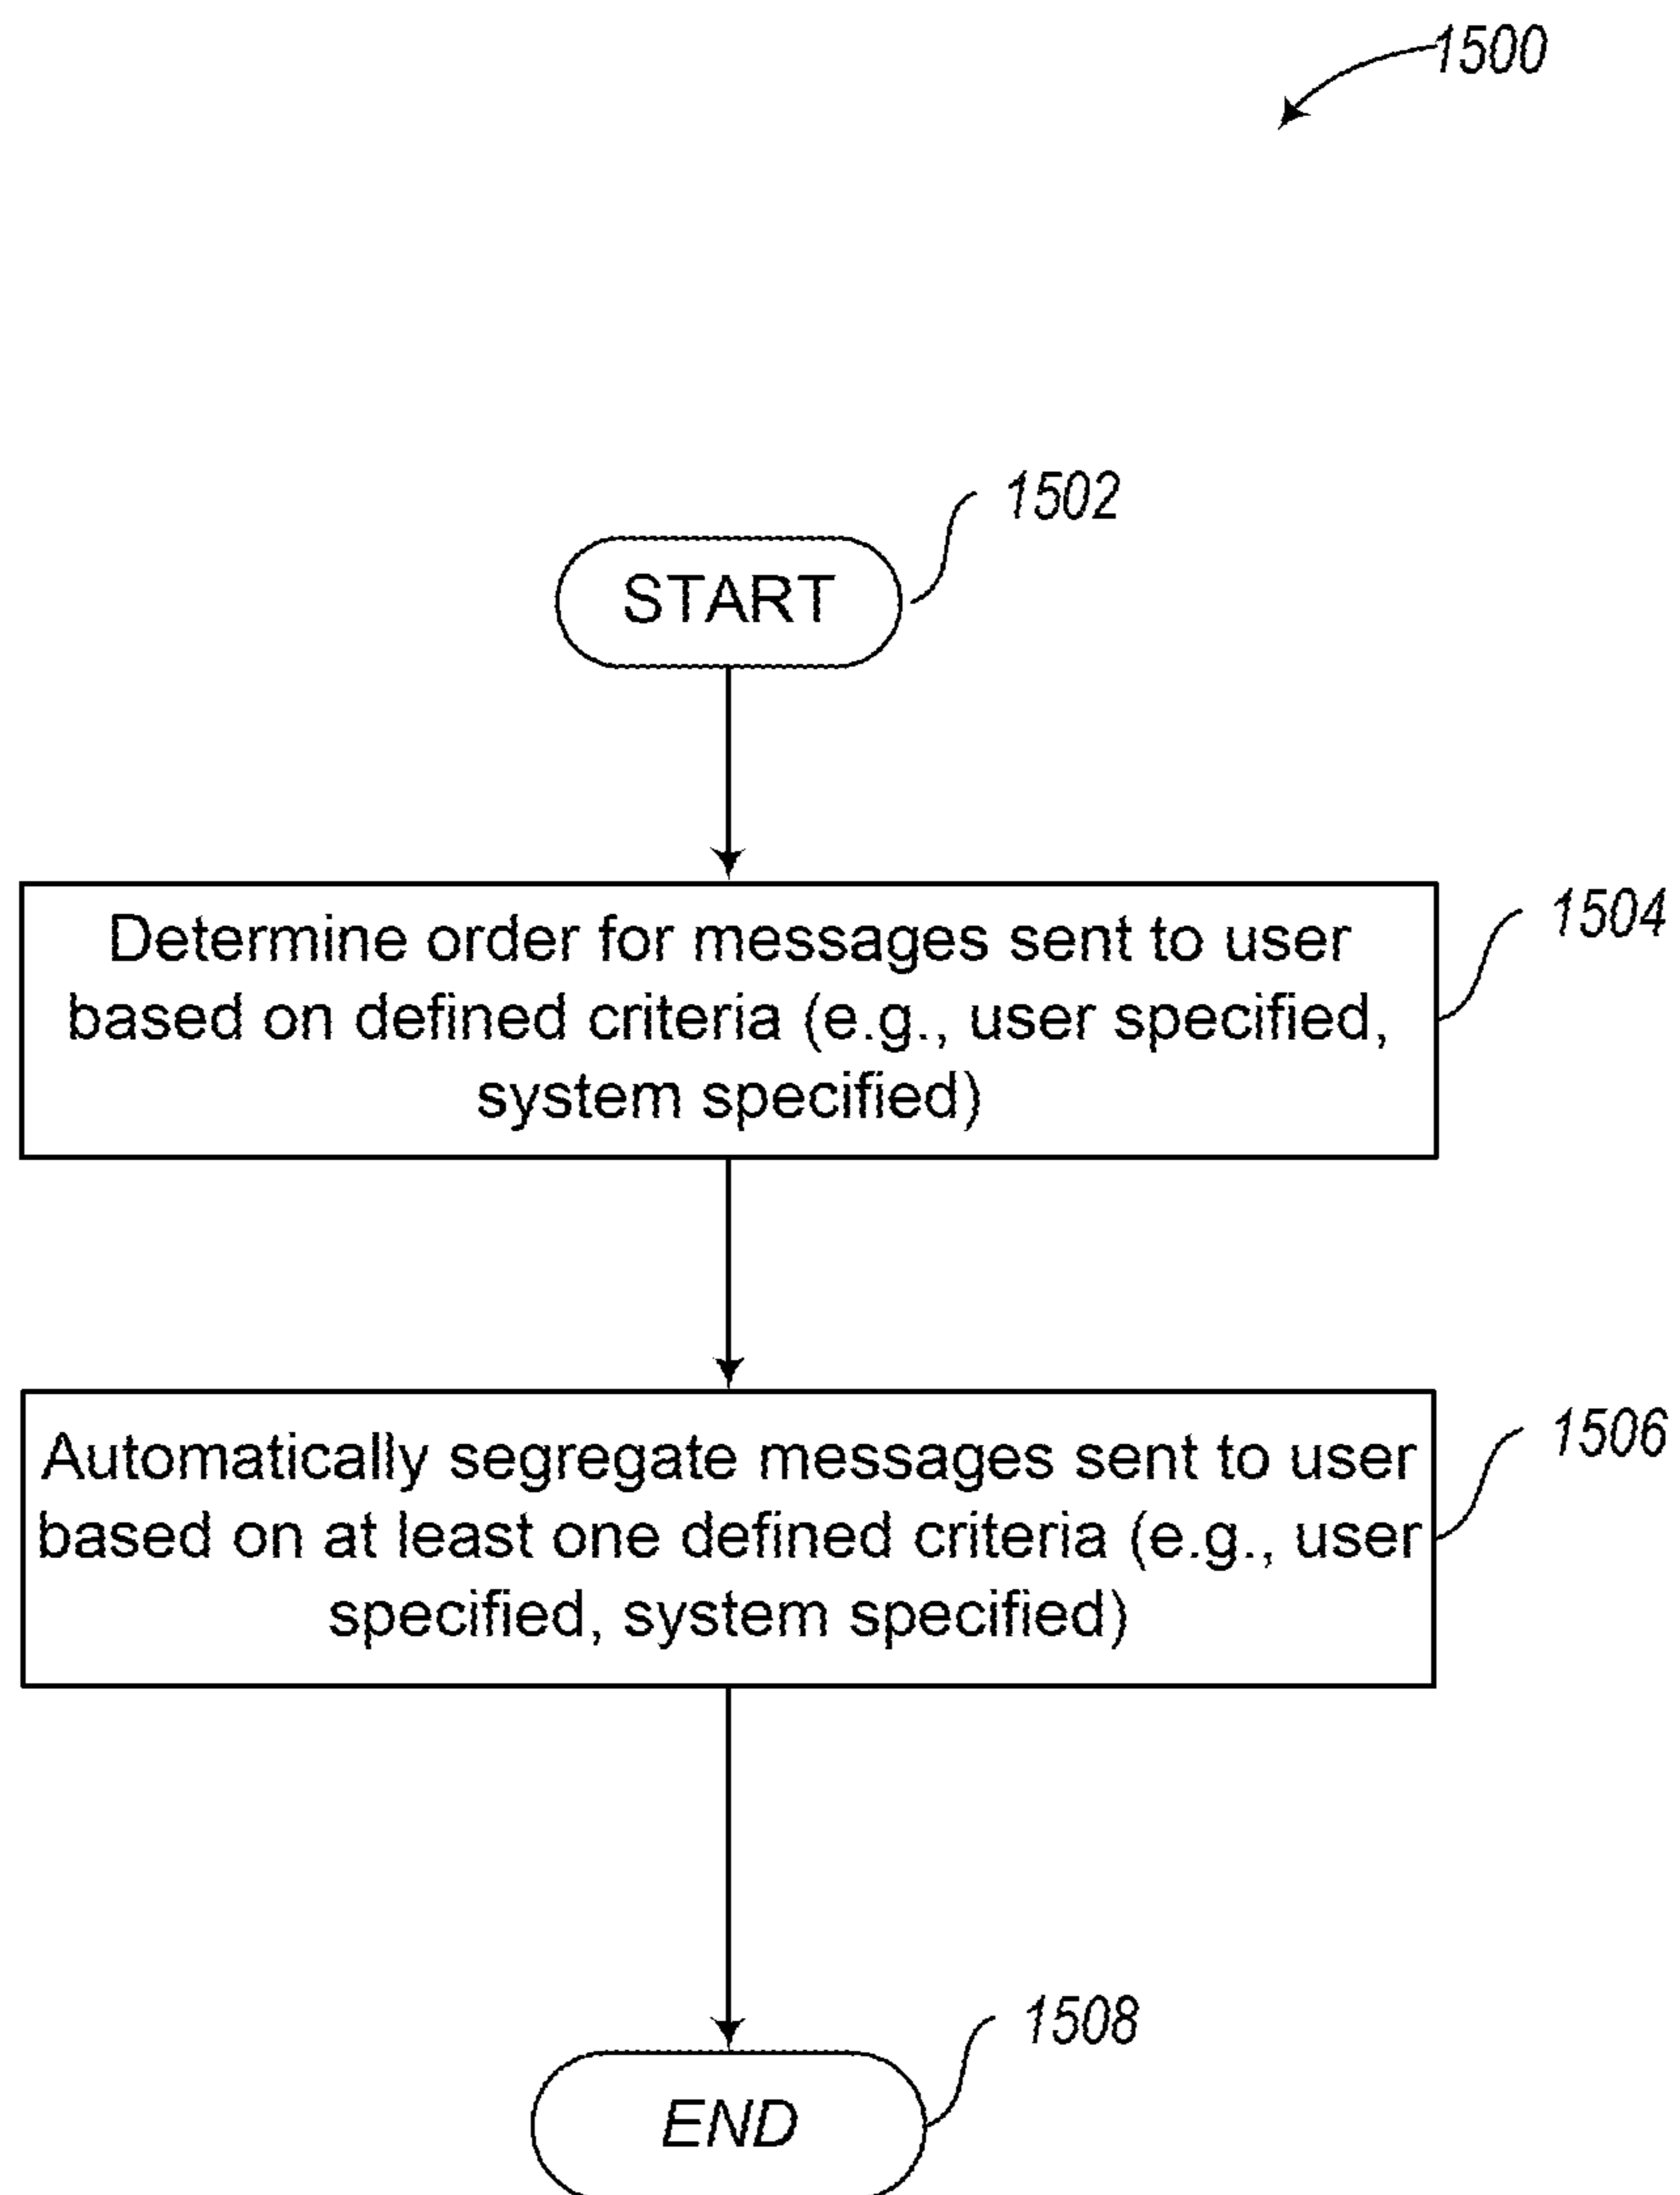 1500
1502
START
1504
Determine order for messages sent to user
based on defined criteria (e.g., user specified,
system specified)
1506
Automatically segregate messages sent to user
based on at least one defined criteria (e.g., user
specified, system specified)
1508
END